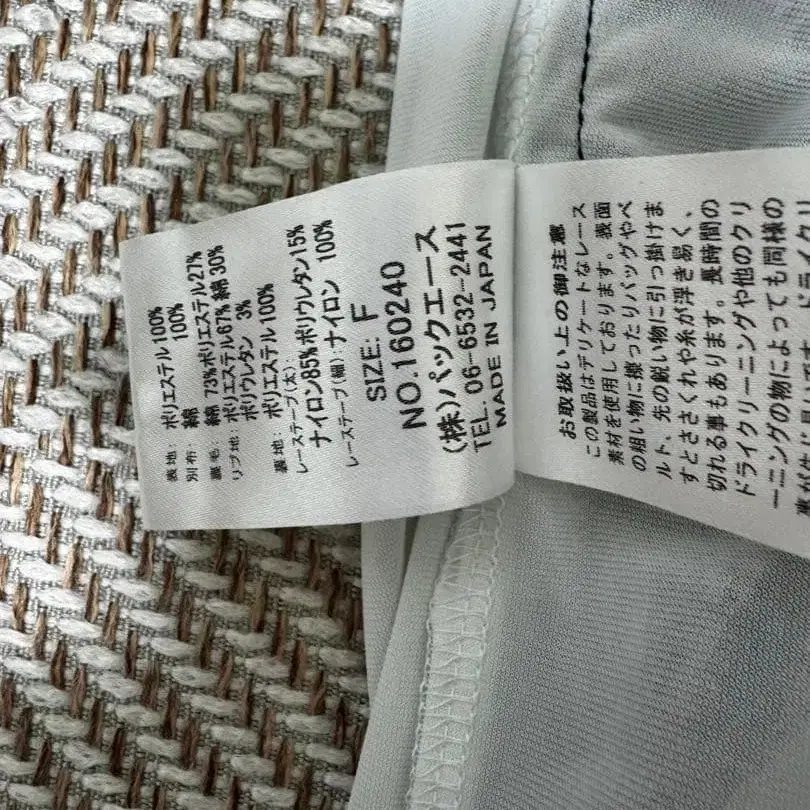 表地: ポリエステル 100%
別布: 綿 100%
裏毛: 綿 73% ポリエステル27%
リブ地: ポリエステル67% 綿30%
ポリウレタン 3%
裏地: ポリエステル 100%
レーステープ(太):
ナイロン85% ポリウレタン15%
レーステープ(細): ナイロン 100%
SIZE: F
NO.160240
(株)パックエース
TEL. 06-6532-2441
MADE IN JAPAN
お取扱い上の御注意
この製品はデリケートなレース
素材を使用しております。表面
の粗い物に擦ったりバッグやベ
ルト、先の鋭い物に引っ掛けま
すとささくれや糸が浮き易く、
切れる事もあります。長時間の
ドライクリーニングや他のクリ
ーニングの物によっても同様の